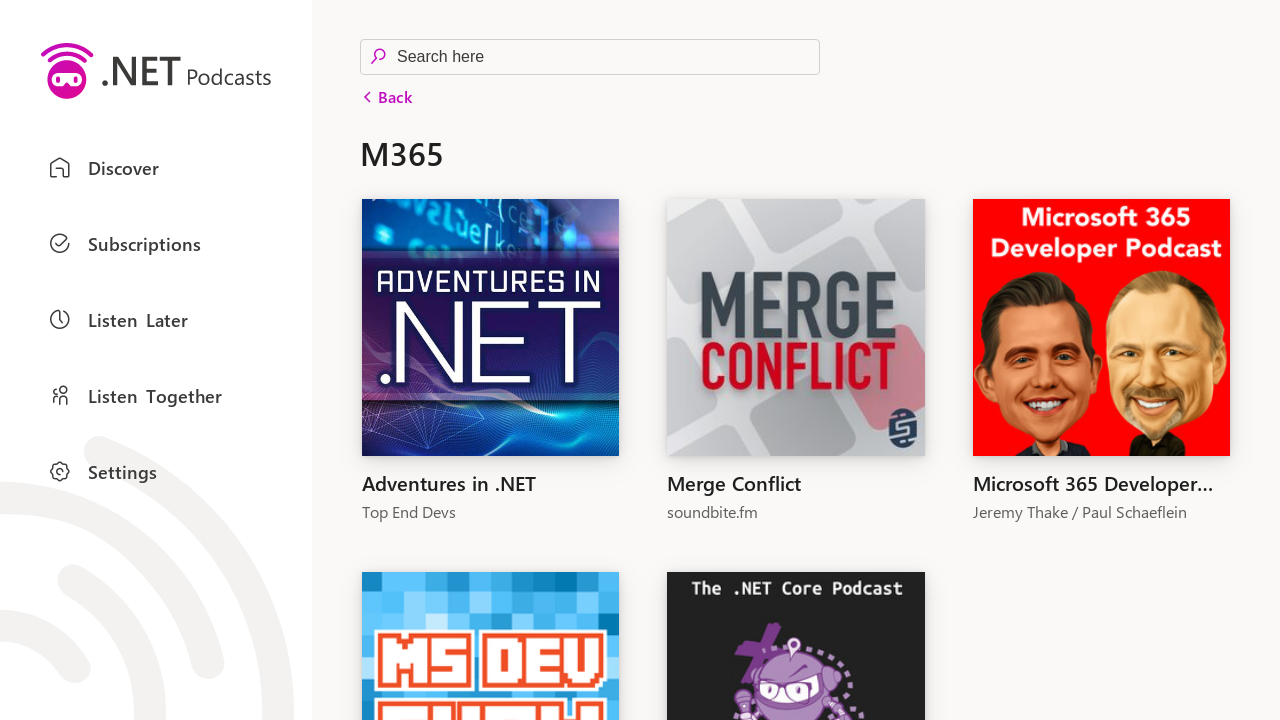 .NET Podcasts
Search here
Back
Discover
M365
Subscriptions
Listen Later
Listen Together
Settings
ADVENTURES IN
.NET
MERGE
CONFLICT
Microsoft 365
Developer Podcast
Adventures in .NET
Top End Devs
Merge Conflict
soundbite.fm
Microsoft 365 Developer...
Jeremy Thake / Paul Schaeflein
MS DEV
The .NET Core Podcast